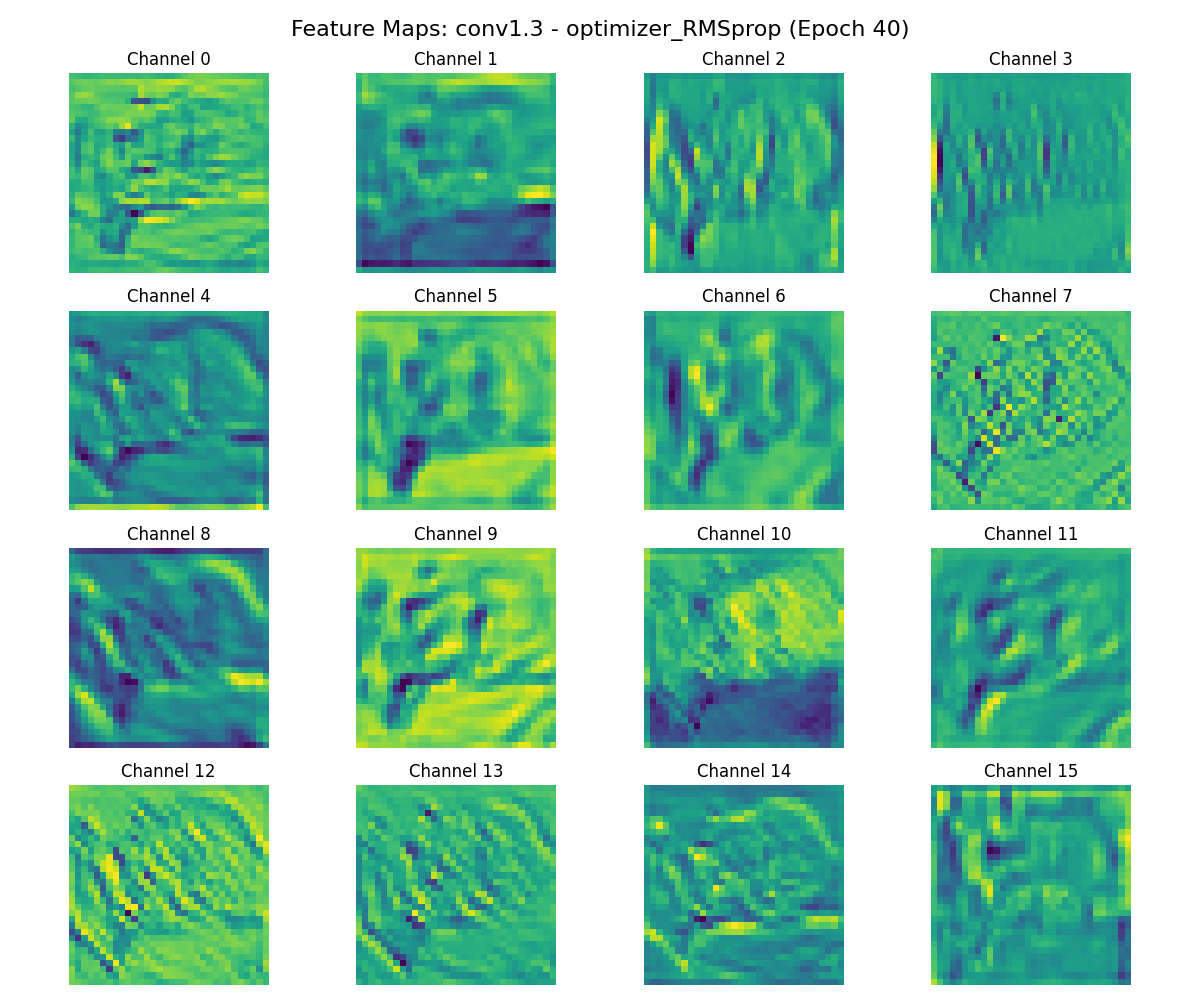 Feature Maps: conv1.3 - optimizer_RMSprop (Epoch 40)
Channel 0
Channel 1
Channel 2
Channel 3
Channel 4
Channel 5
Channel 6
Channel 7
Channel 8
Channel 9
Channel 10
Channel 11
Channel 12
Channel 13
Channel 14
Channel 15